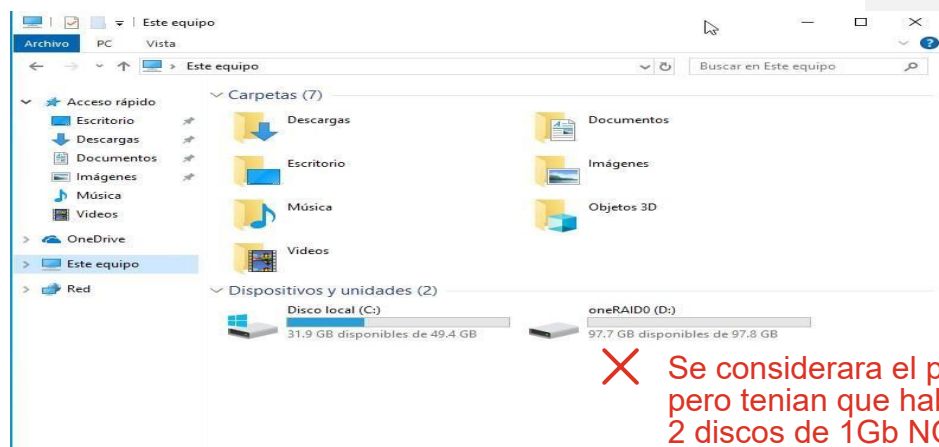 Este equipo
Archivo PC Vista
Este equipo Buscar en Este equipo
Acceso rápido
Escritorio
Descargas
Documentos
Imágenes
Música
Videos
OneDrive
Este equipo
Red
Carpetas (7)
Descargas Documentos
Escritorio Imágenes
Música Objetos 3D
Videos
Dispositivos y unidades (2)
Disco local (C:) oneRAID0 (D:)
31.9 GB disponibles de 49.4 GB 97.7 GB disponibles de 97.8 GB
Se considerara el
pero tenian que
2 discos de 1Gb